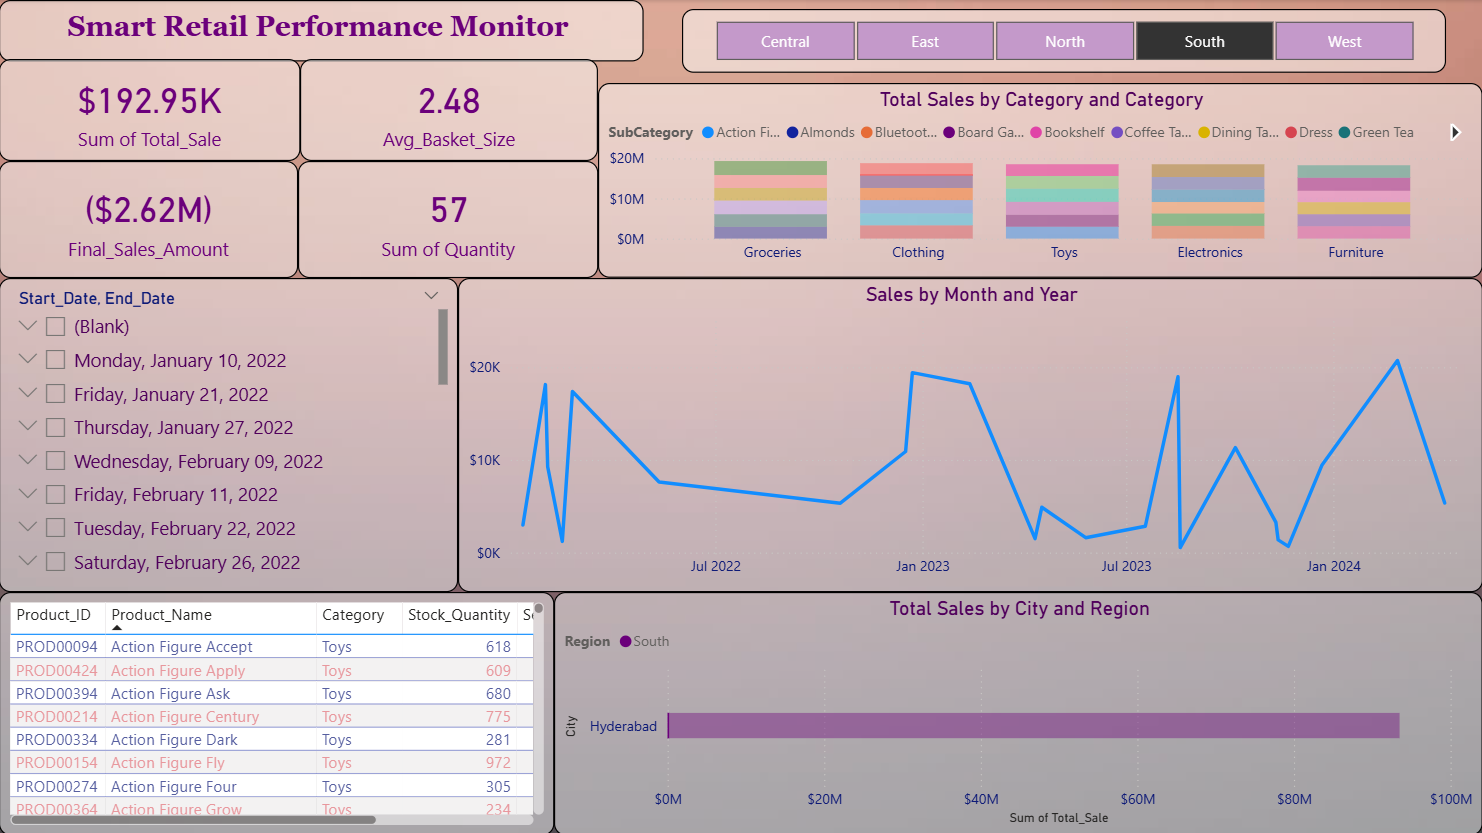 Smart Retail Performance Monitor
Central East North South West
$192.95K
Sum of Total_Sale
2.48
Avg_Basket_Size
($2.62M)
Final_Sales_Amount
57
Sum of Quantity
Total Sales by Category and Category
SubCategory Action Fi... Almonds Bluetoot... Board Ga... Bookshelf Coffee Ta... Dining Ta... Dress Green Tea
$20M
$10M
$0M
Groceries Clothing Toys Electronics Furniture
Start_Date, End_Date
(Blank)
Monday, January 10, 2022
Friday, January 21, 2022
Thursday, January 27, 2022
Wednesday, February 09, 2022
Friday, February 11, 2022
Tuesday, February 22, 2022
Saturday, February 26, 2022
Sales by Month and Year
$20K
$10K
$0K
Jul 2022 Jan 2023 Jul 2023 Jan 2024
Product_ID Product_Name Category Stock_Quantity
PROD00094 Action Figure Accept Toys 618
PROD00424 Action Figure Apply Toys 609
PROD00394 Action Figure Ask Toys 680
PROD00214 Action Figure Century Toys 775
PROD00334 Action Figure Dark Toys 281
PROD00154 Action Figure Fly Toys 972
PROD00274 Action Figure Four Toys 305
PROD00364 Action Figure Grow Toys 234
Total Sales by City and Region
Region South
City
Hyderabad
$0M $20M $40M $60M $80M $100M
Sum of Total_Sale